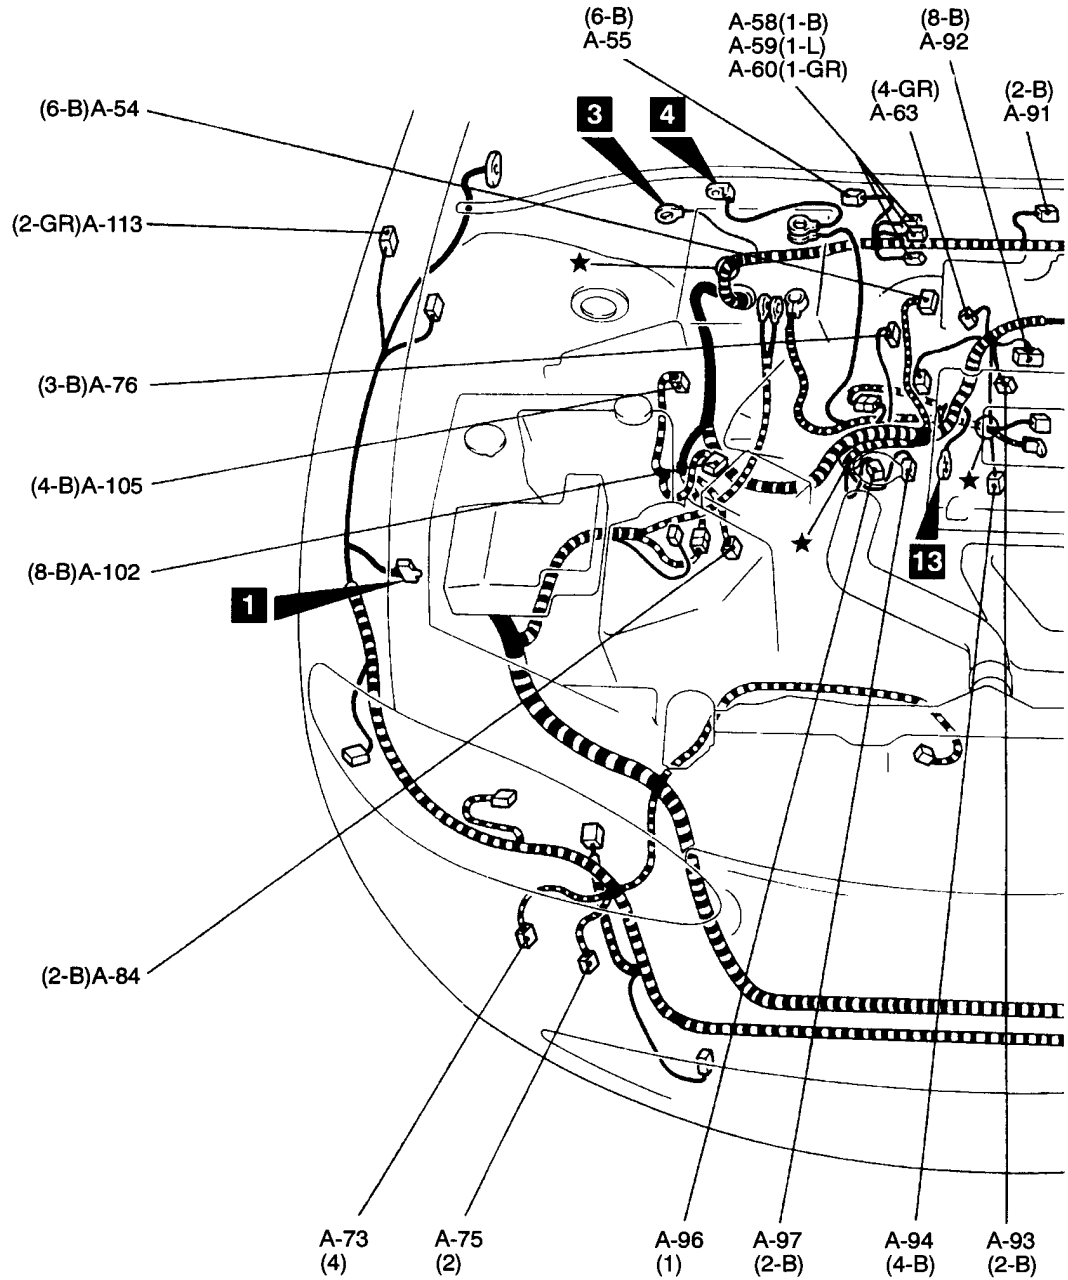 (6-B)
A-55
A-58(1-B)
A-59(1-L)
A-60(1-GR)
(8-B)
A-92
(4-GR)
A-63
(2-B)
A-91
(6-B)A-54
3
4
(2-GR)A-113
(3-B)A-76
(4-B)A-105
(8-B)A-102
13
1
(2-B)A-84
A-73
(4)
A-75
(2)
A-96
(1)
A-97
(2-B)
A-94
(4-B)
A-93
(2-B)